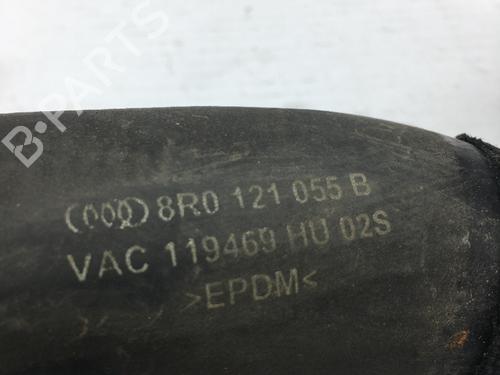 B-PARTS
8R0 121 055 B
VAC 119469 HU 02S
>EPDM<